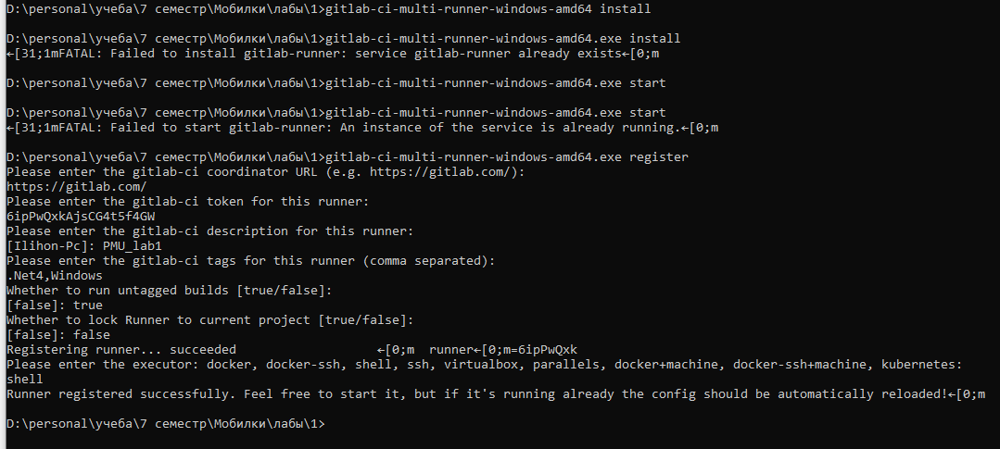 D:\personal\учеба\7 семестр\Мобилки\лабы\1>gitlab-ci-multi-runner-windows-amd64 install
D:\personal\учеба\7 семестр\Мобилки\лабы\1>gitlab-ci-multi-runner-windows-amd64.exe install
←[31;1mFATAL: Failed to install gitlab-runner: service gitlab-runner already exists←[0;m
D:\personal\учеба\7 семестр\Мобилки\лабы\1>gitlab-ci-multi-runner-windows-amd64.exe start
D:\personal\учеба\7 семестр\Мобилки\лабы\1>gitlab-ci-multi-runner-windows-amd64.exe start
←[31;1mFATAL: Failed to start gitlab-runner: An instance of the service is already running.←[0;m
D:\personal\учеба\7 семестр\Мобилки\лабы\1>gitlab-ci-multi-runner-windows-amd64.exe register
Please enter the gitlab-ci coordinator URL (e.g. https://gitlab.com/):
https://gitlab.com/
Please enter the gitlab-ci token for this runner:
6ipPwQxkAjsCG4t5f4GW
Please enter the gitlab-ci description for this runner:
[Ilihon-Pc]: PMU_lab1
Please enter the gitlab-ci tags for this runner (comma separated):
.Net4,Windows
Whether to run untagged builds [true/false]:
[false]: true
Whether to lock Runner to current project [true/false]:
[false]: false
Registering runner... succeeded                   ←[0;m  runner←[0;m=6ipPwQxk
Please enter the executor: docker, docker-ssh, shell, ssh, virtualbox, parallels, docker+machine, docker-ssh+machine, kubernetes:
shell
Runner registered successfully. Feel free to start it, but if it's running already the config should be automatically reloaded!←[0;m
D:\personal\учеба\7 семестр\Мобилки\лабы\1>